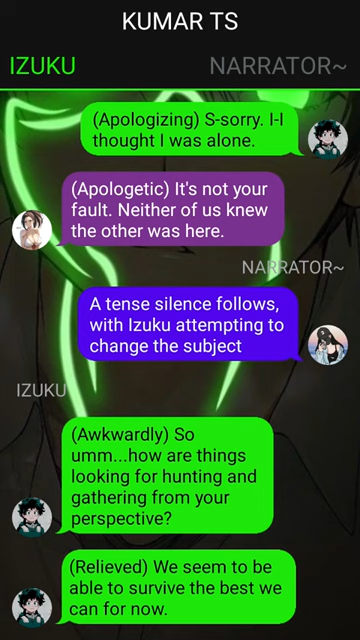 KUMAR TS
IZUKU
NARRATOR~
(Apologizing) S-sorry. I-I
thought I was alone.
(Apologetic) It's not your
fault. Neither of us knew
the other was here.
NARRATOR~
A tense silence follows,
with Izuku attempting to
change the subject
IZUKU
(Awkwardly) So
umm...how are things
looking for hunting and
gathering from your
perspective?
(Relieved) We seem to be
able to survive the best we
can for now.